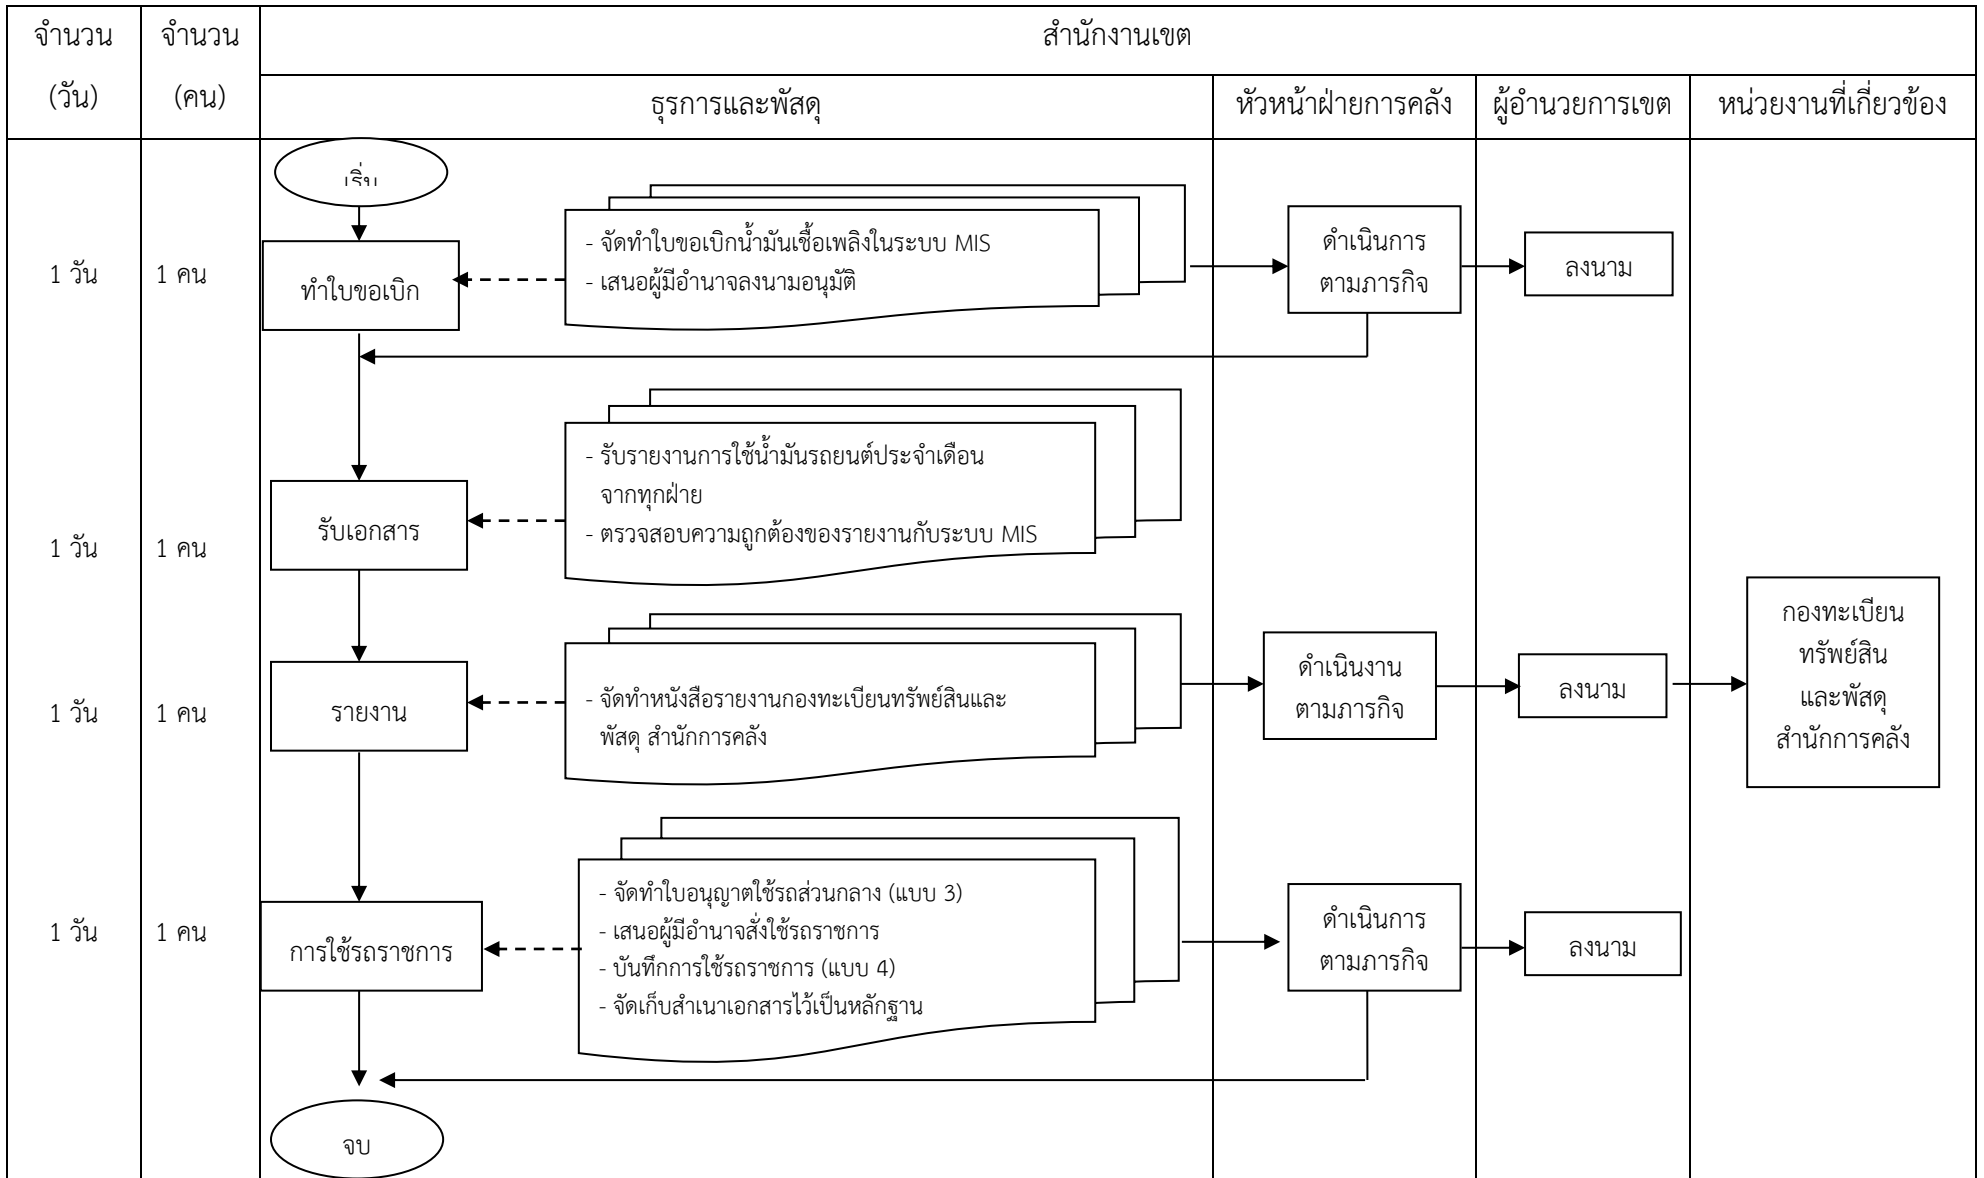 จำนวน
(วัน)
จำนวน
(คน)
สำนักงานเขต
ธุรการและพัสดุ
หัวหน้าฝ่ายการคลัง
ผู้อำนวยการเขต
หน่วยงานที่เกี่ยวข้อง
เริ่ม
1 วัน
1 คน
ทำใบขอเบิก
- จัดทำใบขอเบิกน้ำมันเชื้อเพลิงในระบบ MIS
- เสนอผู้มีอำนาจลงนามอนุมัติ
ดำเนินการ
ตามภารกิจ
ลงนาม
1 วัน
1 คน
รับเอกสาร
- รับรายงานการใช้น้ำมันรถยนต์ประจำเดือน
จากทุกฝ่าย
- ตรวจสอบความถูกต้องของรายงานกับระบบ MIS
1 วัน
1 คน
รายงาน
- จัดทำหนังสือรายงานกองทะเบียนทรัพย์สินและ
พัสดุ สำนักการคลัง
ดำเนินงาน
ตามภารกิจ
ลงนาม
กองทะเบียน
ทรัพย์สิน
และพัสดุ
สำนักการคลัง
1 วัน
1 คน
การใช้รถราชการ
- จัดทำใบอนุญาตใช้รถส่วนกลาง (แบบ 3)
- เสนอผู้มีอำนาจสั่งใช้รถราชการ
- บันทึกการใช้รถราชการ (แบบ 4)
- จัดเก็บสำเนาเอกสารไว้เป็นหลักฐาน
ดำเนินการ
ตามภารกิจ
ลงนาม
จบ